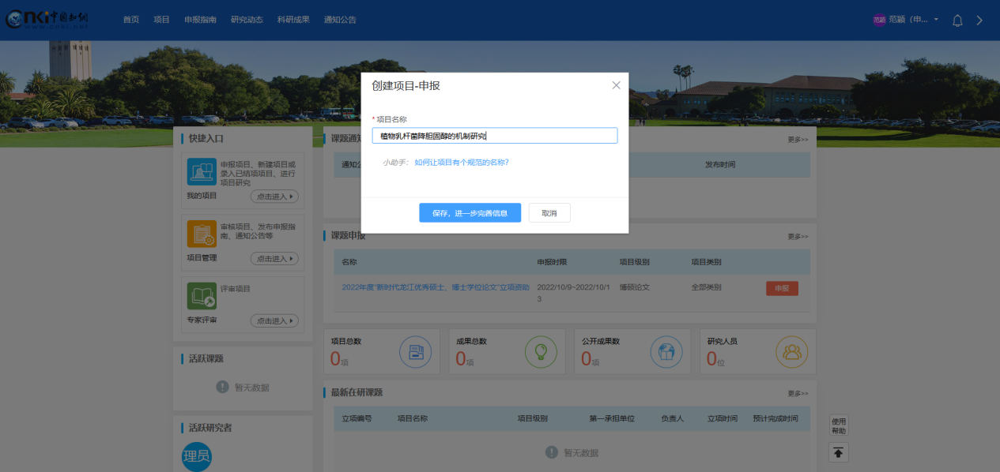 cnki中国知网
www.cnki.net
首页 项目 申报指南 研究动态 科研成果 通知公告
范颖 范颖（申...
创建项目-申报
* 项目名称
植物乳杆菌降胆固醇的机制研究
小助手： 如何让项目有个规范的名称?
保存，进一步完善信息 取消
快捷入口
申报项目、新建项目或
录入已结项项目、进行
项目研究
我的项目 点击进入
审核项目、发布申报指
南、通知公告等
项目管理 点击进入
评审项目
专家评审 点击进入
活跃课题
暂无数据
活跃研究者
理员
课题通知 更多>>
通知公 发布时间
课题申报 更多>>
名称 申报时限 项目级别 项目类别
2022年度"新时代龙江优秀硕士、博士学位论文"立项资助 2022/10/9~2022/10/1 博硕论文 全部类别 申报
3
项目总数 成果总数 公开成果数 研究人员
0项 0项 0项 0位
最新在研课题 更多>>
立项编号 项目名称 项目级别 第一承担单位 负责人 立项时间 预计完成时间
暂无数据
使用
帮助